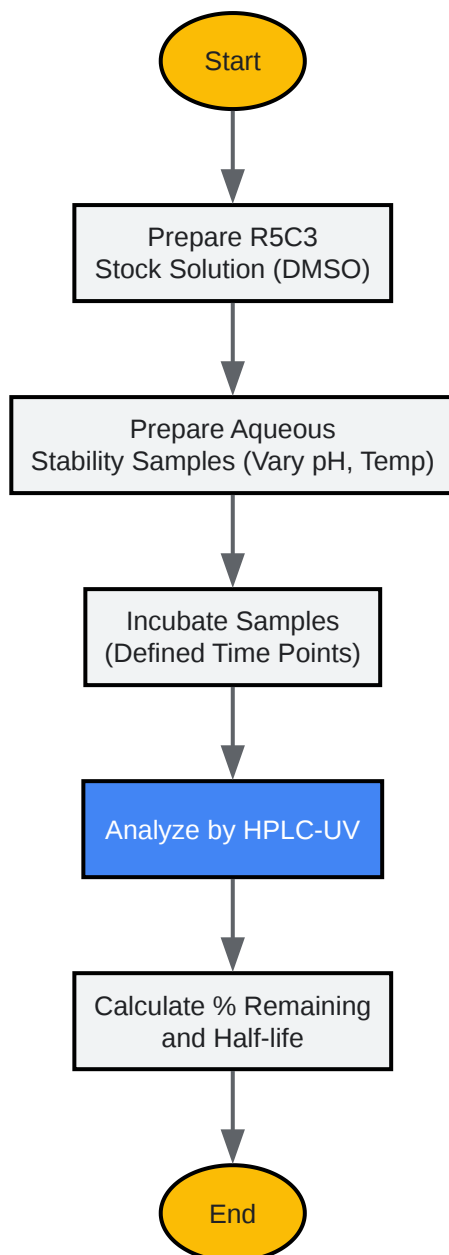 Start
Prepare R5C3
Stock Solution (DMSO)
Prepare Aqueous
Stability Samples (Vary pH, Temp)
Incubate Samples
(Defined Time Points)
Analyze by HPLC-UV
Calculate % Remaining
and Half-life
End